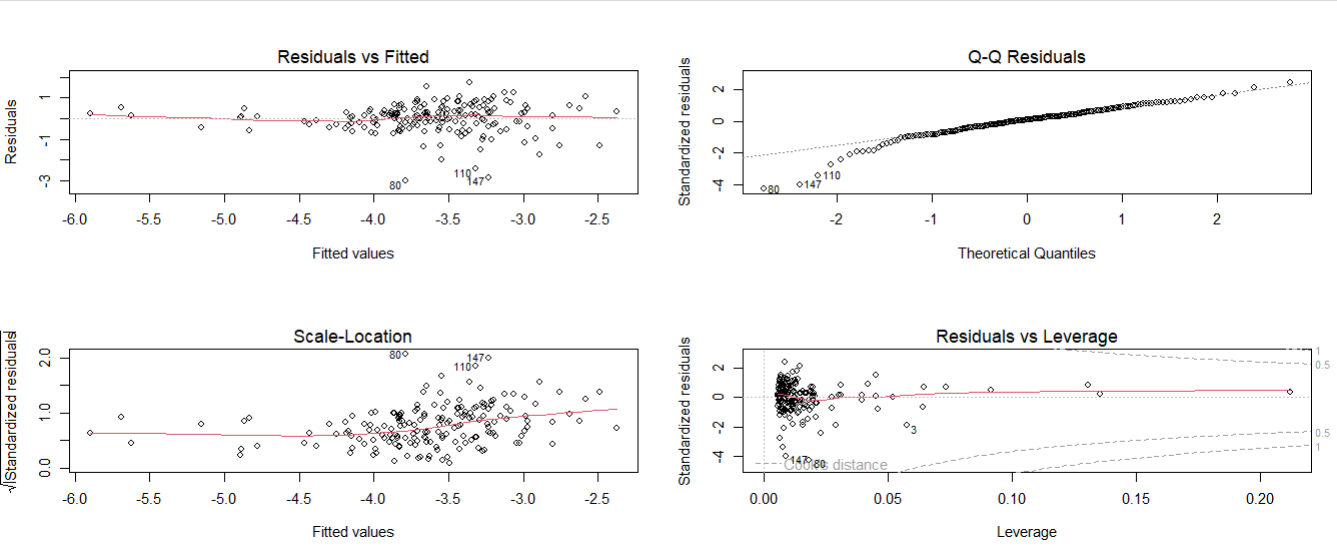 Residuals vs Fitted
Residuals
1
-1
-3
80
110
147
-6.0 -5.5 -5.0 -4.5 -4.0 -3.5 -3.0 -2.5
Fitted values
Q-Q Residuals
Standardized residuals
2
0
-2
-4
80
147
110
-2 -1 0 1 2
Theoretical Quantiles
Scale-Location
√|Standardized residuals|
2.0
1.0
0.0
80
147
110
-6.0 -5.5 -5.0 -4.5 -4.0 -3.5 -3.0 -2.5
Fitted values
Residuals vs Leverage
Standardized residuals
2
0
-2
-4
1
0.5
0.5
1
3
147
80
Cook's distance
0.00 0.05 0.10 0.15 0.20
Leverage